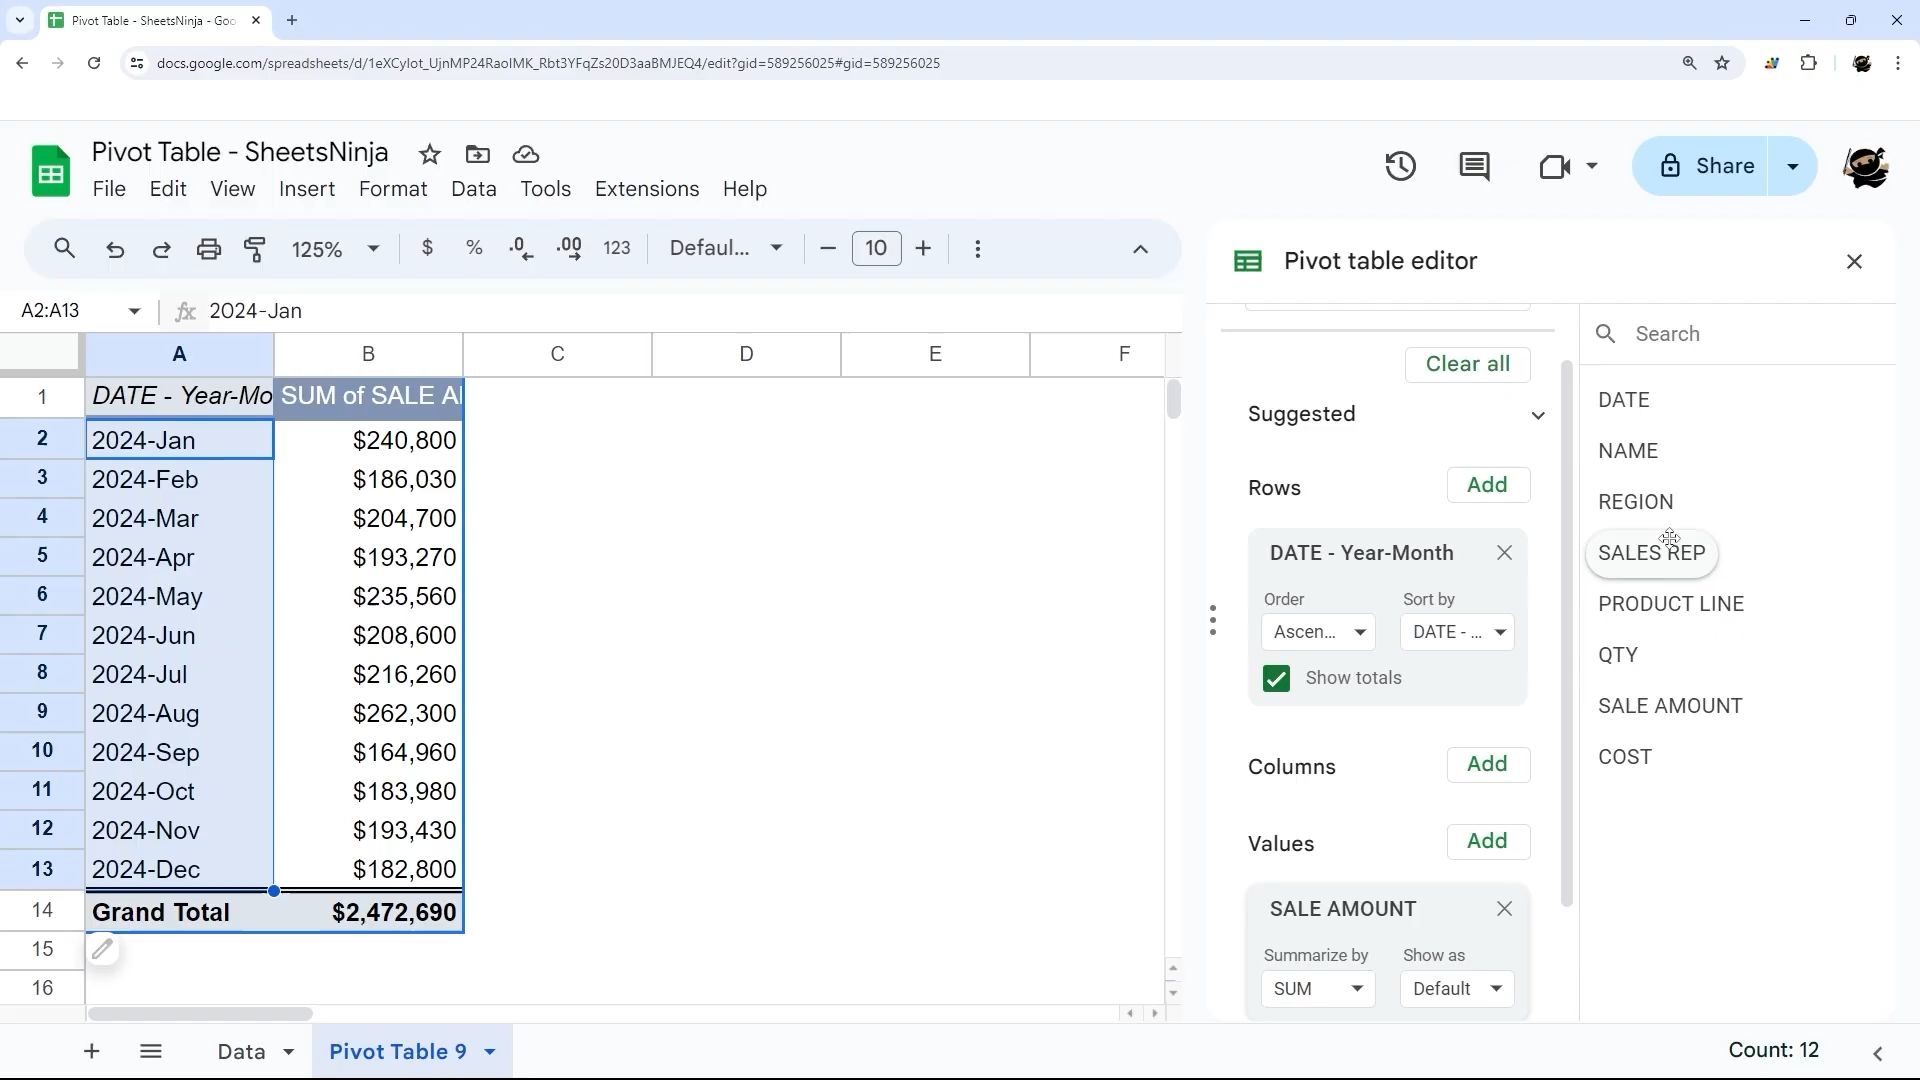 Pivot Table - SheetsNinja - Goo
docs.google.com/spreadsheets/d/1eXCylot_UjnMP24RaolMK_Rbt3YFqZs20D3aaBMJEQ4/edit?gid=589256025#gid=589256025
Pivot Table - SheetsNinja
File Edit View Insert Format Data Tools Extensions Help
Share
125% $ % .0 .00 123 Defaul... 10
A2:A13 fx 2024-Jan
A B C D E F
1 DATE - Year-Mo SUM of SALE A
2 2024-Jan $240,800
3 2024-Feb $186,030
4 2024-Mar $204,700
5 2024-Apr $193,270
6 2024-May $235,560
7 2024-Jun $208,600
8 2024-Jul $216,260
9 2024-Aug $262,300
10 2024-Sep $164,960
11 2024-Oct $183,980
12 2024-Nov $193,430
13 2024-Dec $182,800
14 Grand Total $2,472,690
15
16
Pivot table editor
Clear all
Suggested
Rows Add
DATE - Year-Month
Order Sort by
Ascen... DATE - ...
Show totals
Columns Add
Values Add
SALE AMOUNT
Summarize by Show as
SUM Default
Search
DATE
NAME
REGION
SALES REP
PRODUCT LINE
QTY
SALE AMOUNT
COST
Data Pivot Table 9 Count: 12